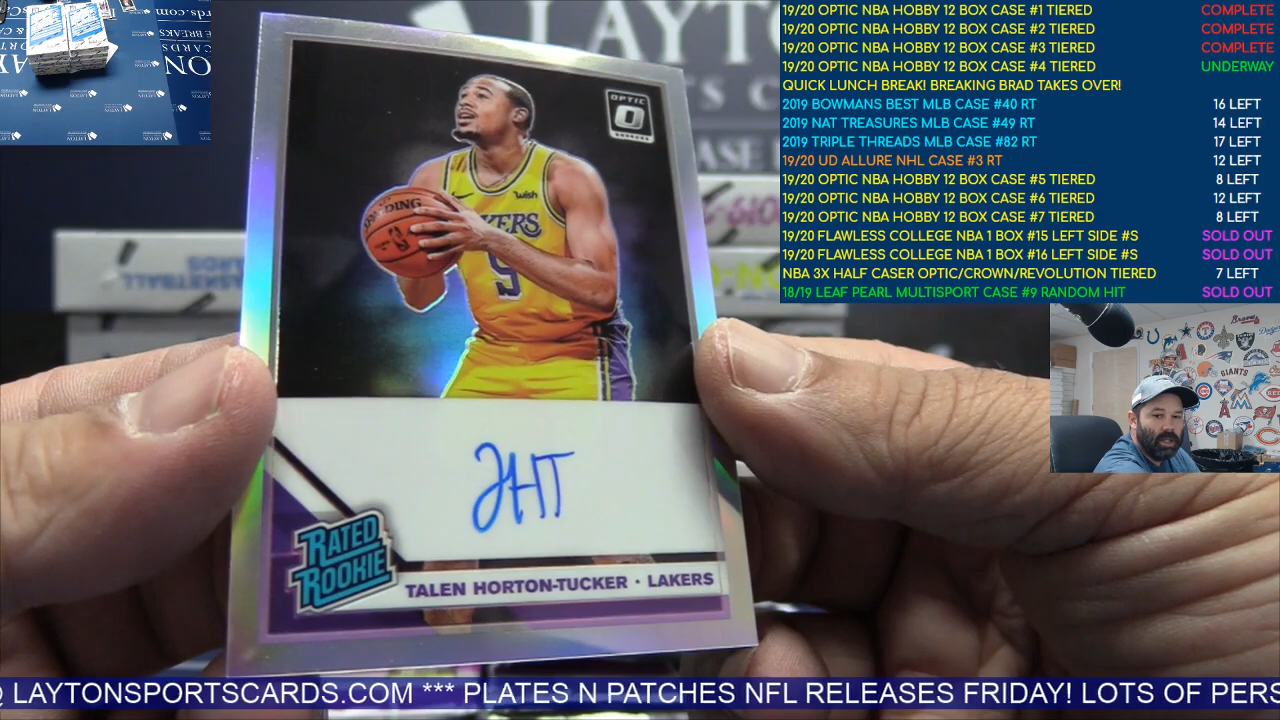 19/20 OPTIC NBA HOBBY 12 BOX CASE #1 TIERED COMPLETE
19/20 OPTIC NBA HOBBY 12 BOX CASE #2 TIERED COMPLETE
19/20 OPTIC NBA HOBBY 12 BOX CASE #3 TIERED COMPLETE
19/20 OPTIC NBA HOBBY 12 BOX CASE #4 TIERED UNDERWAY
QUICK LUNCH BREAK! BREAKING BRAD TAKES OVER!
2019 BOWMANS BEST MLB CASE #40 RT 16 LEFT
2019 NAT TREASURES MLB CASE #49 RT 14 LEFT
2019 TRIPLE THREADS MLB CASE #82 RT 17 LEFT
19/20 UD ALLURE NHL CASE #3 RT 12 LEFT
19/20 OPTIC NBA HOBBY 12 BOX CASE #5 TIERED 8 LEFT
19/20 OPTIC NBA HOBBY 12 BOX CASE #6 TIERED 12 LEFT
19/20 OPTIC NBA HOBBY 12 BOX CASE #7 TIERED 8 LEFT
19/20 FLAWLESS COLLEGE NBA 1 BOX #15 LEFT SIDE #S SOLD OUT
19/20 FLAWLESS COLLEGE NBA 1 BOX #16 LEFT SIDE #S SOLD OUT
NBA 3X HALF CASER OPTIC/CROWN/REVOLUTION TIERED 7 LEFT
18/19 LEAF PEARL MULTISPORT CASE #9 RANDOM HIT SOLD OUT
LAYTO
OPTIC
wish
KERS
5
THT
RATED
ROOKIE
TALEN HORTON-TUCKER · LAKERS
BASKETBALL
CARDS
GIANTS
Braves
LAYTONSPORTSCARDS.COM *** PLATES N PATCHES NFL RELEASES FRIDAY! LOTS OF PERS